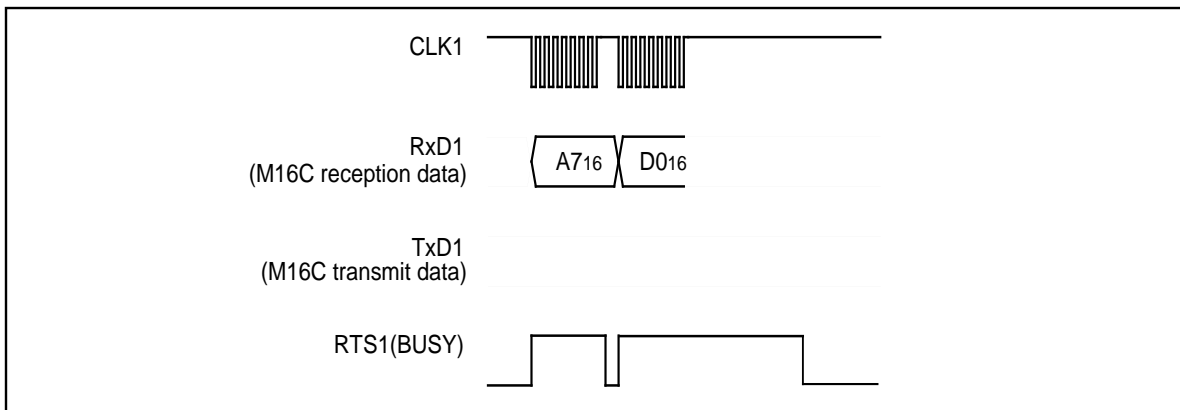 CLK1
RxD1
(M16C reception data)
A716
D016
TxD1
(M16C transmit data)
RTS1(BUSY)